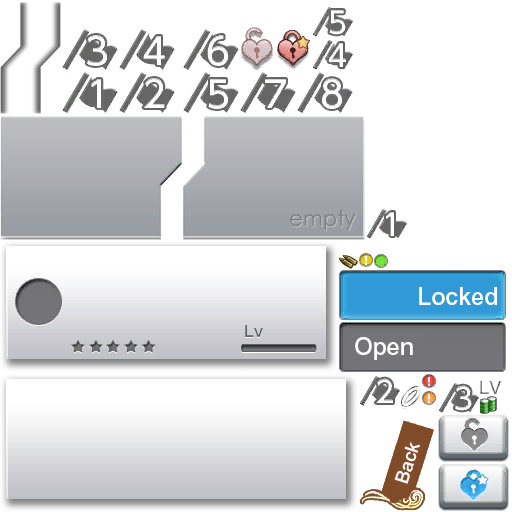 /5
/3 /4 /6 /4
/1 /2 /5 /7 /8
empty
/1
Locked
Lv
Open
/2 /3 LV
Back